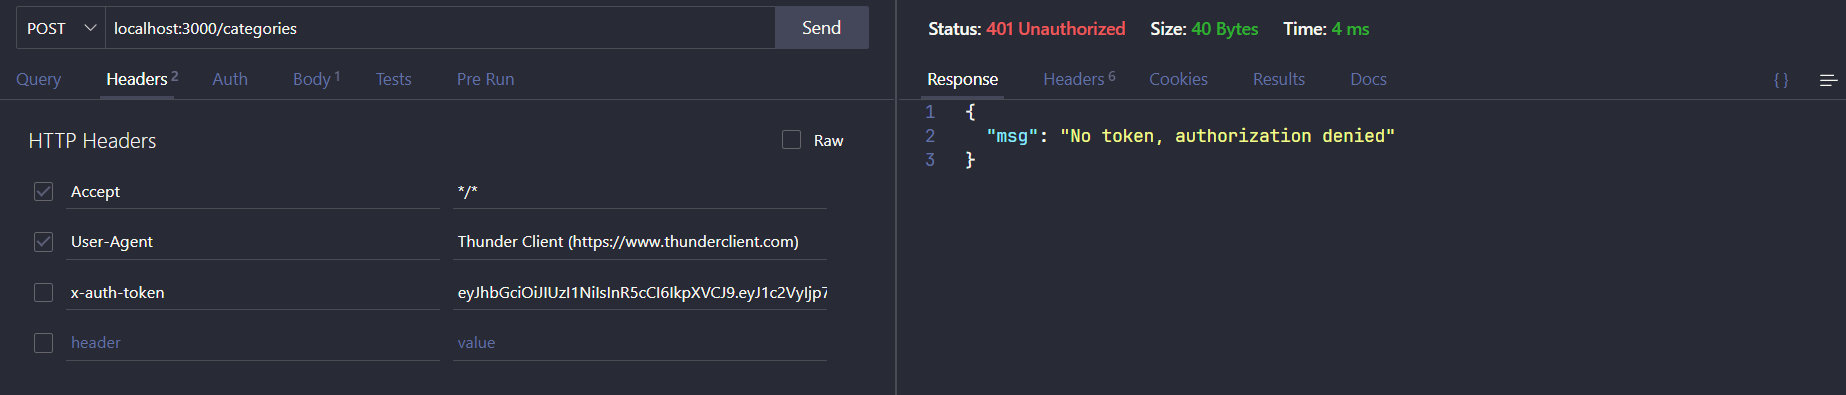 POST localhost:3000/categories Send
Query Headers 2 Auth Body 1 Tests Pre Run
HTTP Headers Raw
Accept */*
User-Agent Thunder Client (https://www.thunderclient.com)
x-auth-token eyJhbGciOiJIUzI1NiIsInR5cCI6IkpXVCJ9.eyJ1c2VyIjp7
header value
Status: 401 Unauthorized Size: 40 Bytes Time: 4 ms
Response Headers 6 Cookies Results Docs { }
1 {
2 "msg": "No token, authorization denied"
3 }